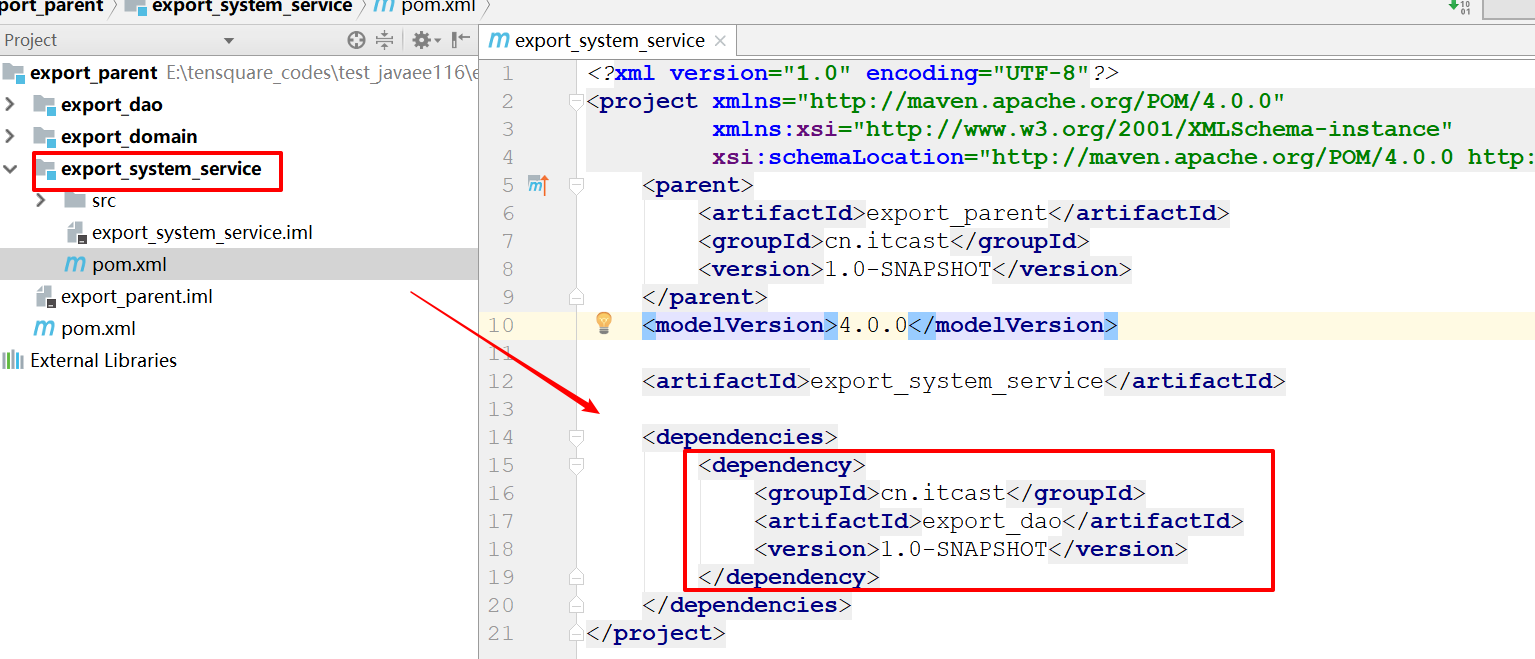 port_parent export_system_service m pom.xml
Project
export_parent E:\tensquare_codes\test_javaee116\e
export_dao
export_domain
export_system_service
src
export_system_service.iml
m pom.xml
export_parent.iml
m pom.xml
External Libraries
m export_system_service
1 <?xml version="1.0" encoding="UTF-8"?>
2 <project xmlns="http://maven.apache.org/POM/4.0.0"
3 xmlns:xsi="http://www.w3.org/2001/XMLSchema-instance"
4 xsi:schemaLocation="http://maven.apache.org/POM/4.0.0 http:
5 m <parent>
6 <artifactId>export_parent</artifactId>
7 <groupId>cn.itcast</groupId>
8 <version>1.0-SNAPSHOT</version>
9 </parent>
10 <modelVersion>4.0.0</modelVersion>
11
12 <artifactId>export_system_service</artifactId>
13
14 <dependencies>
15 <dependency>
16 <groupId>cn.itcast</groupId>
17 <artifactId>export_dao</artifactId>
18 <version>1.0-SNAPSHOT</version>
19 </dependency>
20 </dependencies>
21 </project>